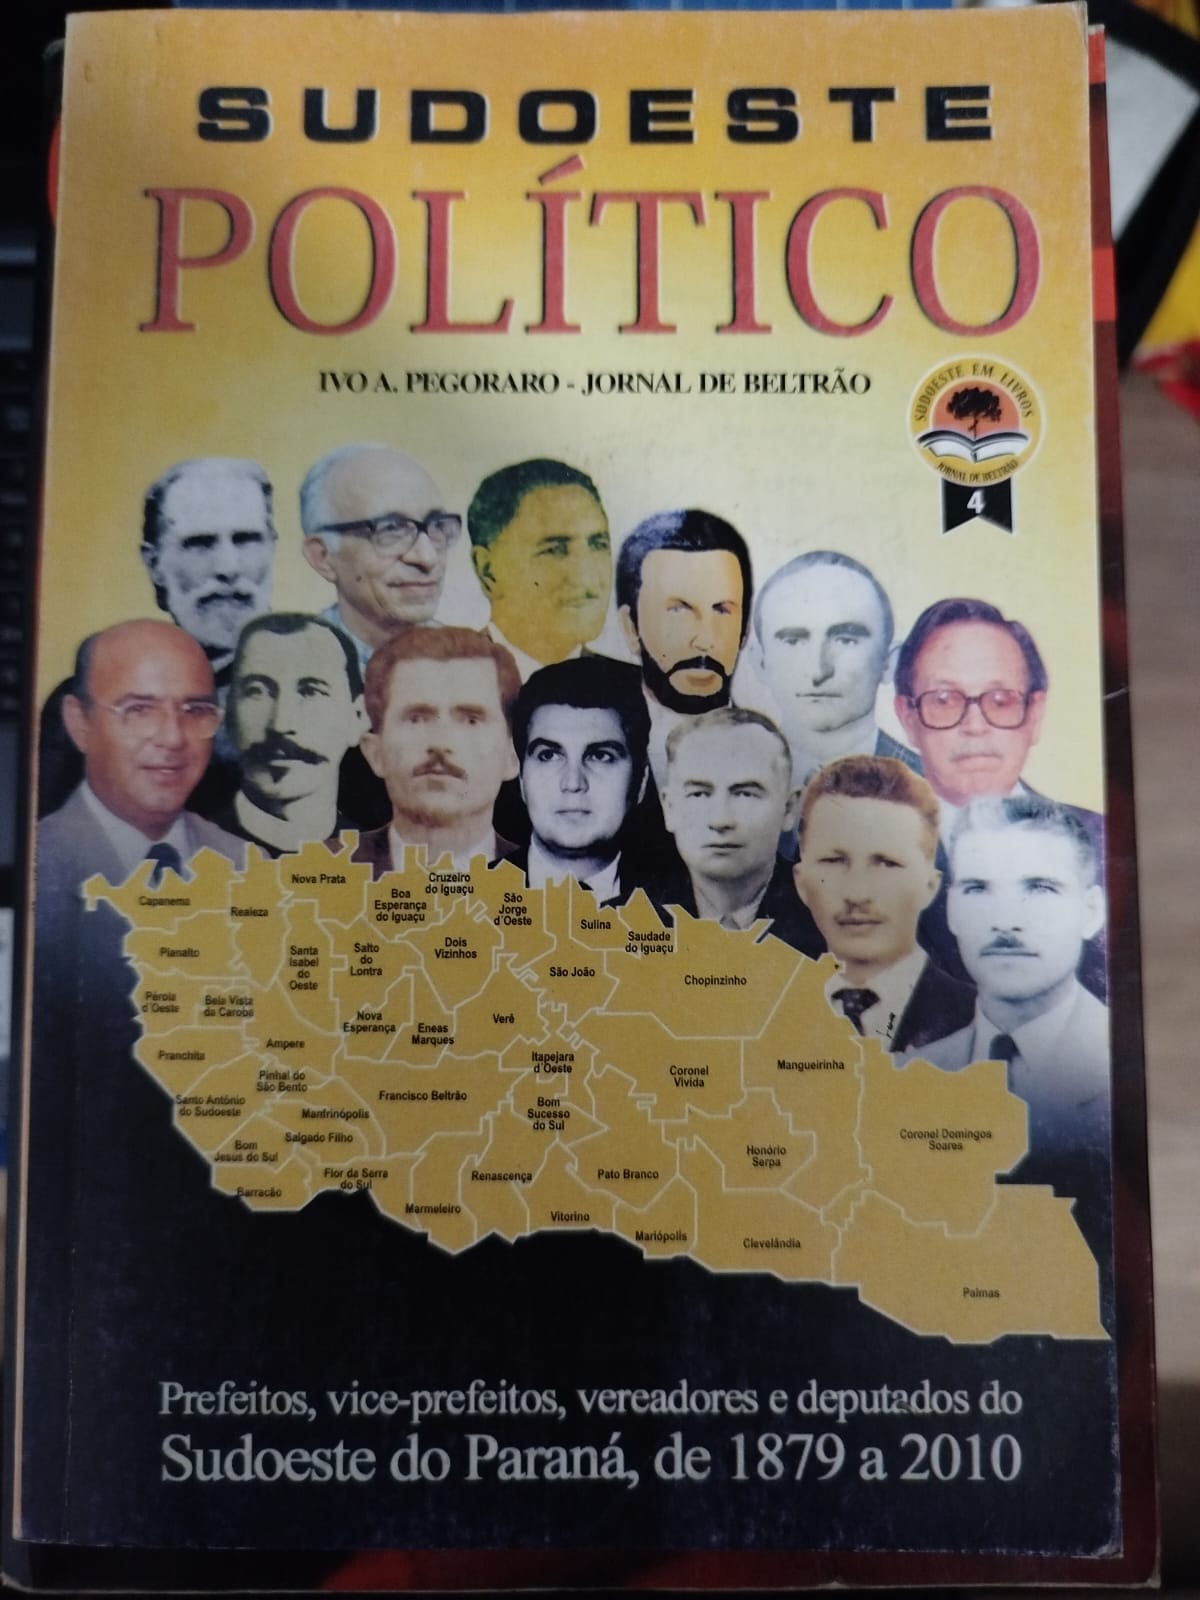 SUDOESTE
POLÍTICO
IVO A. PEGORARO - JORNAL DE BELTRÃO
SUDOESTE EM LIVROS
JORNAL DE BELTRÃO
4
Capanema
Realeza
Nova Prata
Boa
Esperança
do Iguaçu
Cruzeiro
do Iguaçu
São
Jorge
d'Oeste
Sulina
Saudade
do Iguaçu
Planalto
Santa
Isabel
do
Oeste
Salto
do
Lontra
Dois
Vizinhos
São João
Chopinzinho
Pérola
d'Oeste
Bela Vista
da Caroba
Nova
Esperança
Eneas
Marques
Verê
Pranchita
Ampere
Itapejara
d'Oeste
Coronel
Vivida
Mangueirinha
Pinhal do
São Bento
Santo Antônio
do Sudoeste
Manfrinópolis
Francisco Beltrão
Bom
Sucesso
do Sul
Bom
Jesus do Sul
Salgado Filho
Honório
Serpa
Coronel Domingos
Soares
Barracão
Flor da Serra
do Sul
Renascença
Pato Branco
Marmeleiro
Vitorino
Mariópolis
Clevelândia
Palmas
Prefeitos, vice-prefeitos, vereadores e deputados do
Sudoeste do Paraná, de 1879 a 2010